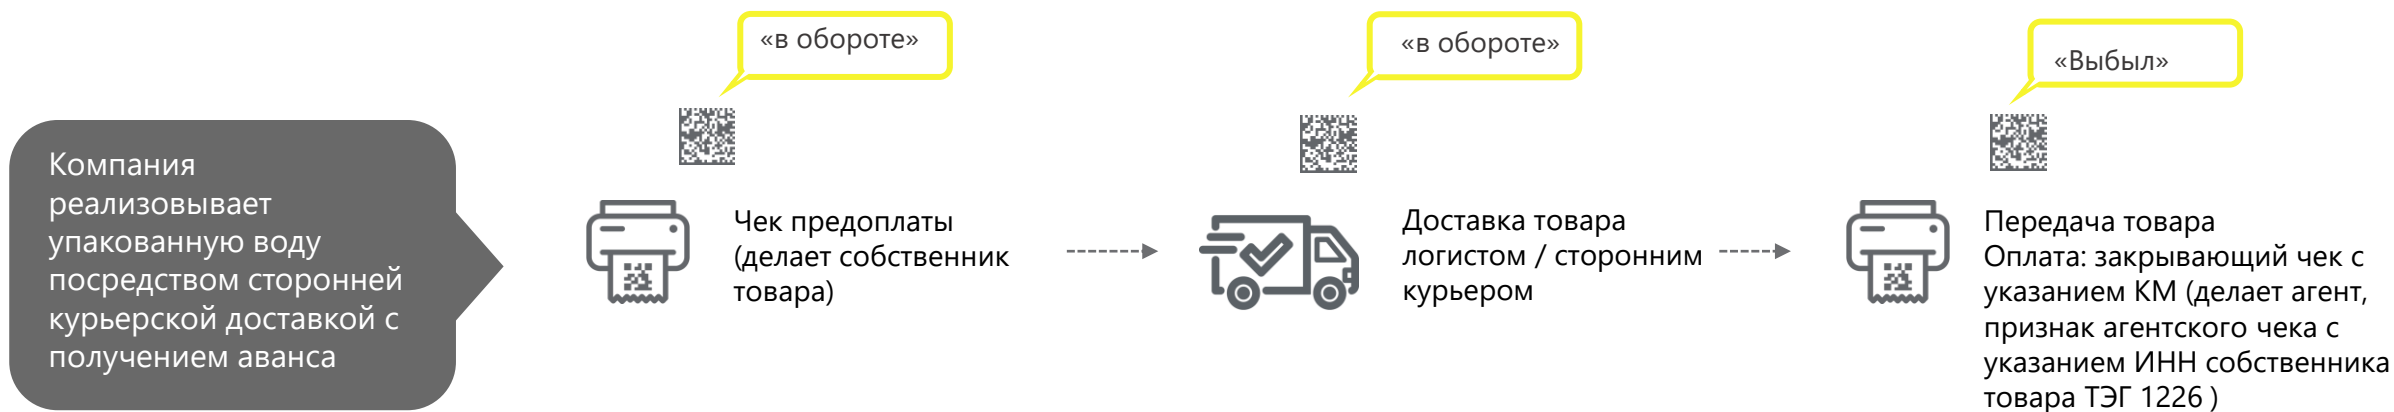 «в обороте»
«в обороте»
«Выбыл»
Компания
реализовывает
упакованную воду
посредством сторонней
курьерской доставкой с
получением аванса
Чек предоплаты
(делает собственник
товара)
Доставка товара
логистом / сторонним
курьером
Передача товара
Оплата: закрывающий чек с
указанием КМ (делает агент,
признак агентского чека с
указанием ИНН собственника
товара ТЭГ 1226 )